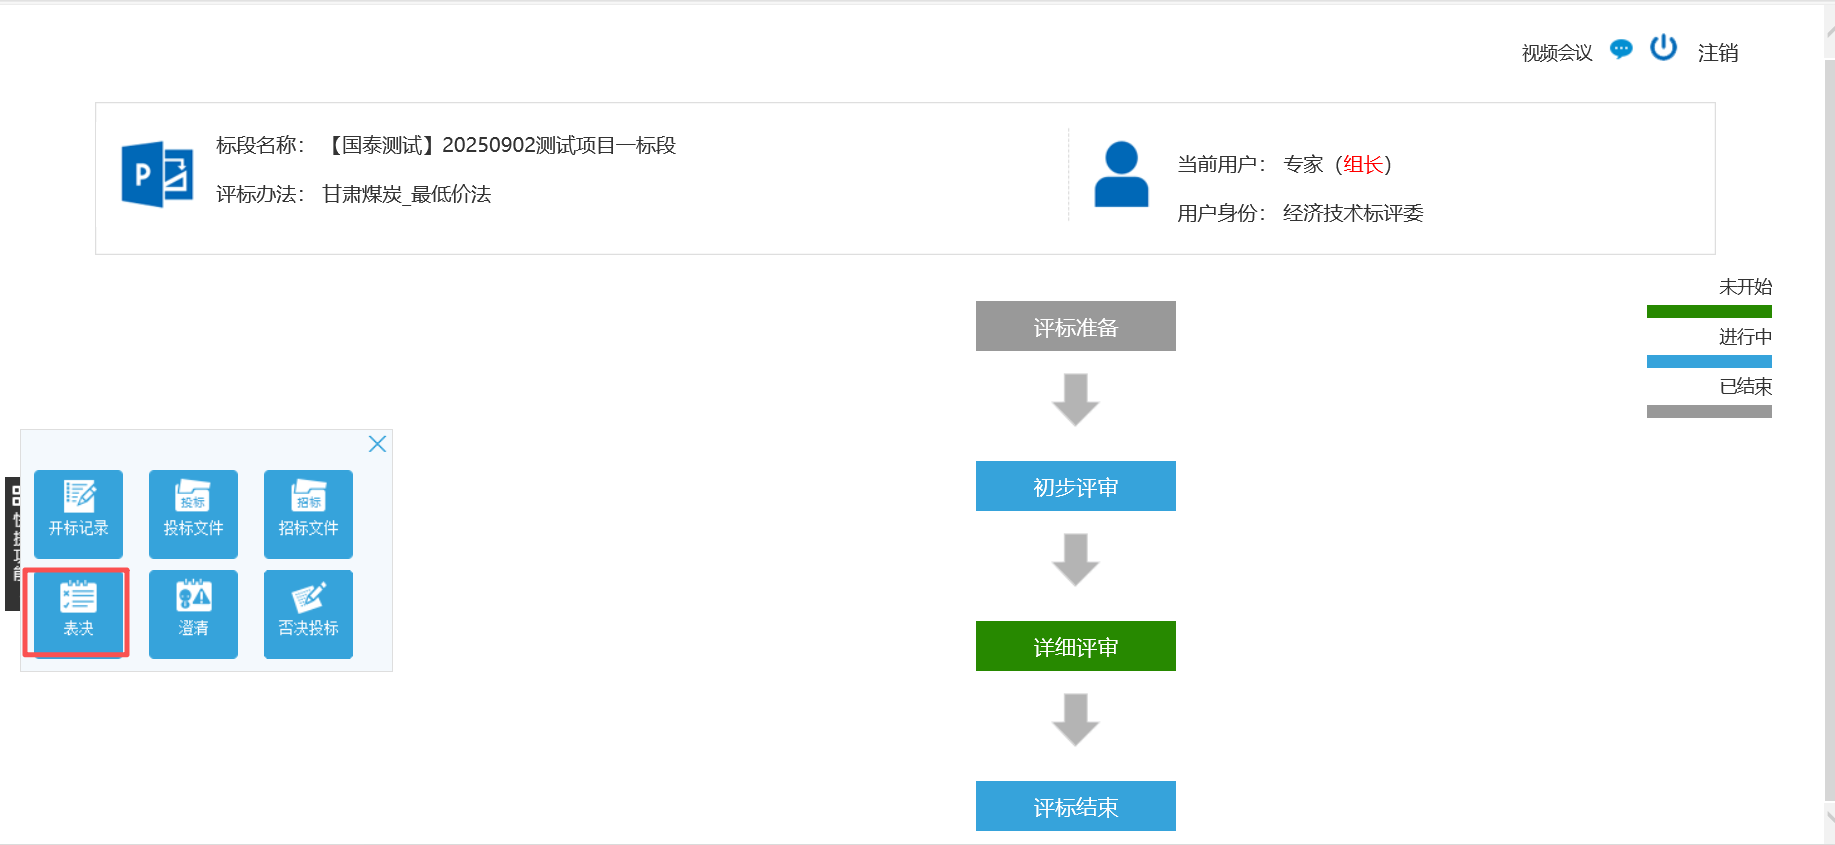 视频会议 注销
标段名称： 【国泰测试】20250902测试项目一标段
评标办法： 甘肃煤炭_最低价法
当前用户： 专家（组长）
用户身份： 经济技术标评委
未开始
进行中
已结束
评标准备
初步评审
详细评审
评标结束
开标记录
投标
投标文件
招标
招标文件
表决
澄清
否决投标